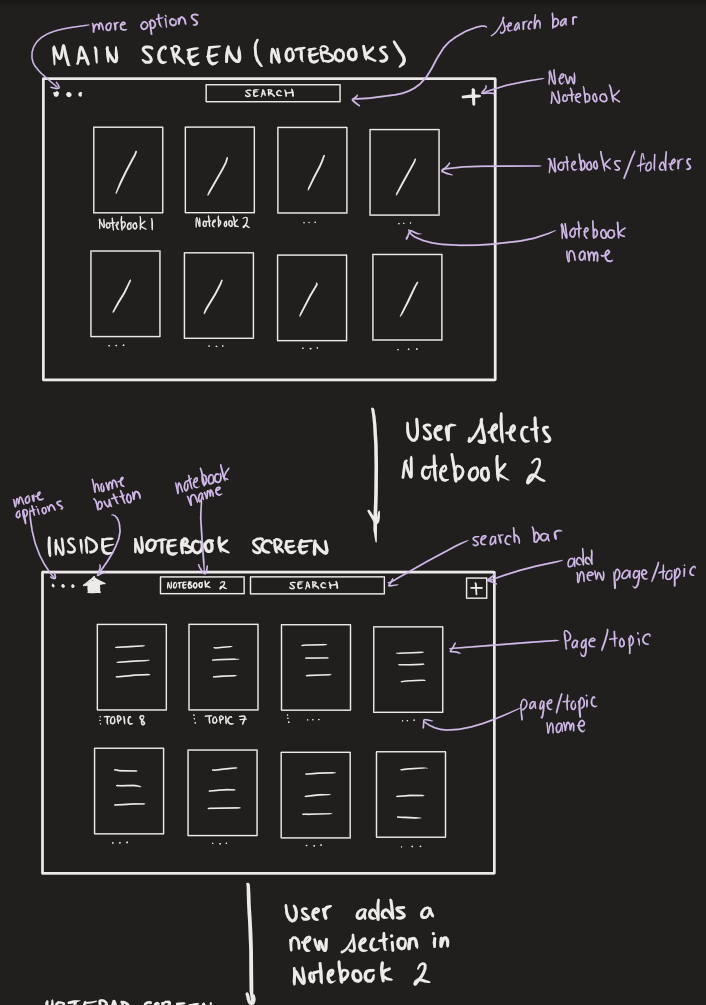 more options
search bar
MAIN SCREEN (NOTEBOOKS)
SEARCH
New
Notebook
Notebooks/folders
Notebook 1
Notebook 2
...
...
Notebook
name
...
...
...
...
User selects
Notebook 2
more
options
home
button
notebook
name
INSIDE NOTEBOOK SCREEN
search bar
add
new page/topic
NOTEBOOK 2
SEARCH
Page/topic
TOPIC 8
TOPIC 7
...
...
page/topic
name
...
...
...
...
User adds a
new section in
Notebook 2
NOTEPAD SCREEN